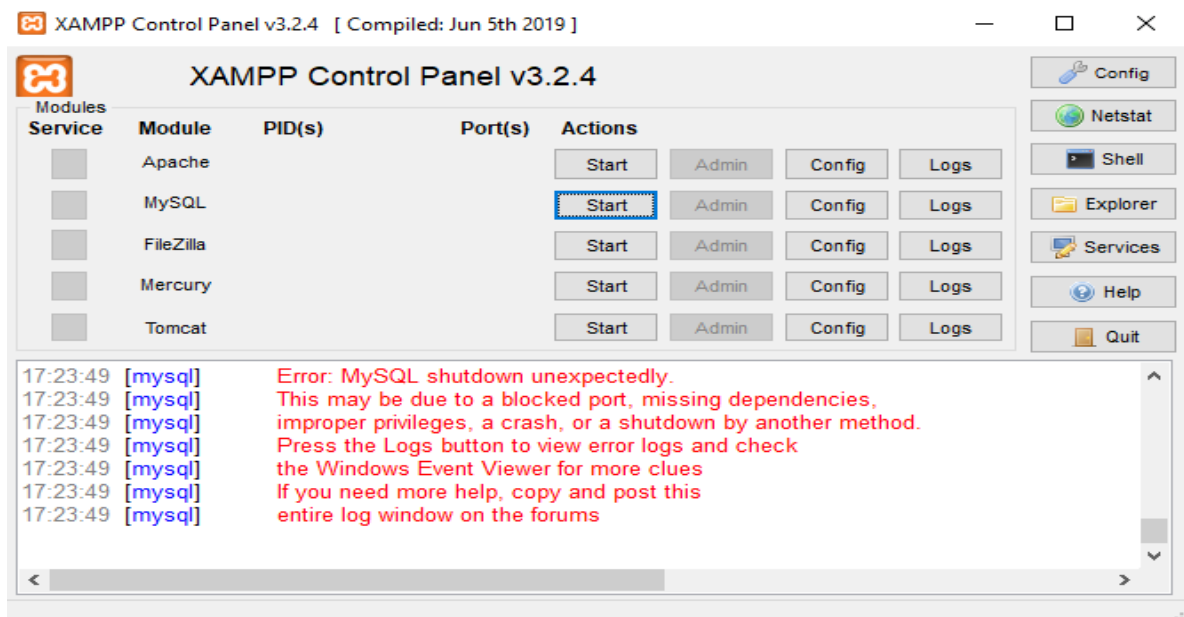 XAMPP Control Panel v3.2.4 [ Compiled: Jun 5th 2019 ]
XAMPP Control Panel v3.2.4
Config
Modules
Service Module PID(s) Port(s) Actions
Netstat
Apache Start Admin Config Logs
Shell
MySQL Start Admin Config Logs
Explorer
FileZilla Start Admin Config Logs
Services
Mercury Start Admin Config Logs
Help
Tomcat Start Admin Config Logs
Quit
17:23:49 [mysql] Error: MySQL shutdown unexpectedly.
17:23:49 [mysql] This may be due to a blocked port, missing dependencies,
17:23:49 [mysql] improper privileges, a crash, or a shutdown by another method.
17:23:49 [mysql] Press the Logs button to view error logs and check
17:23:49 [mysql] the Windows Event Viewer for more clues
17:23:49 [mysql] If you need more help, copy and post this
17:23:49 [mysql] entire log window on the forums